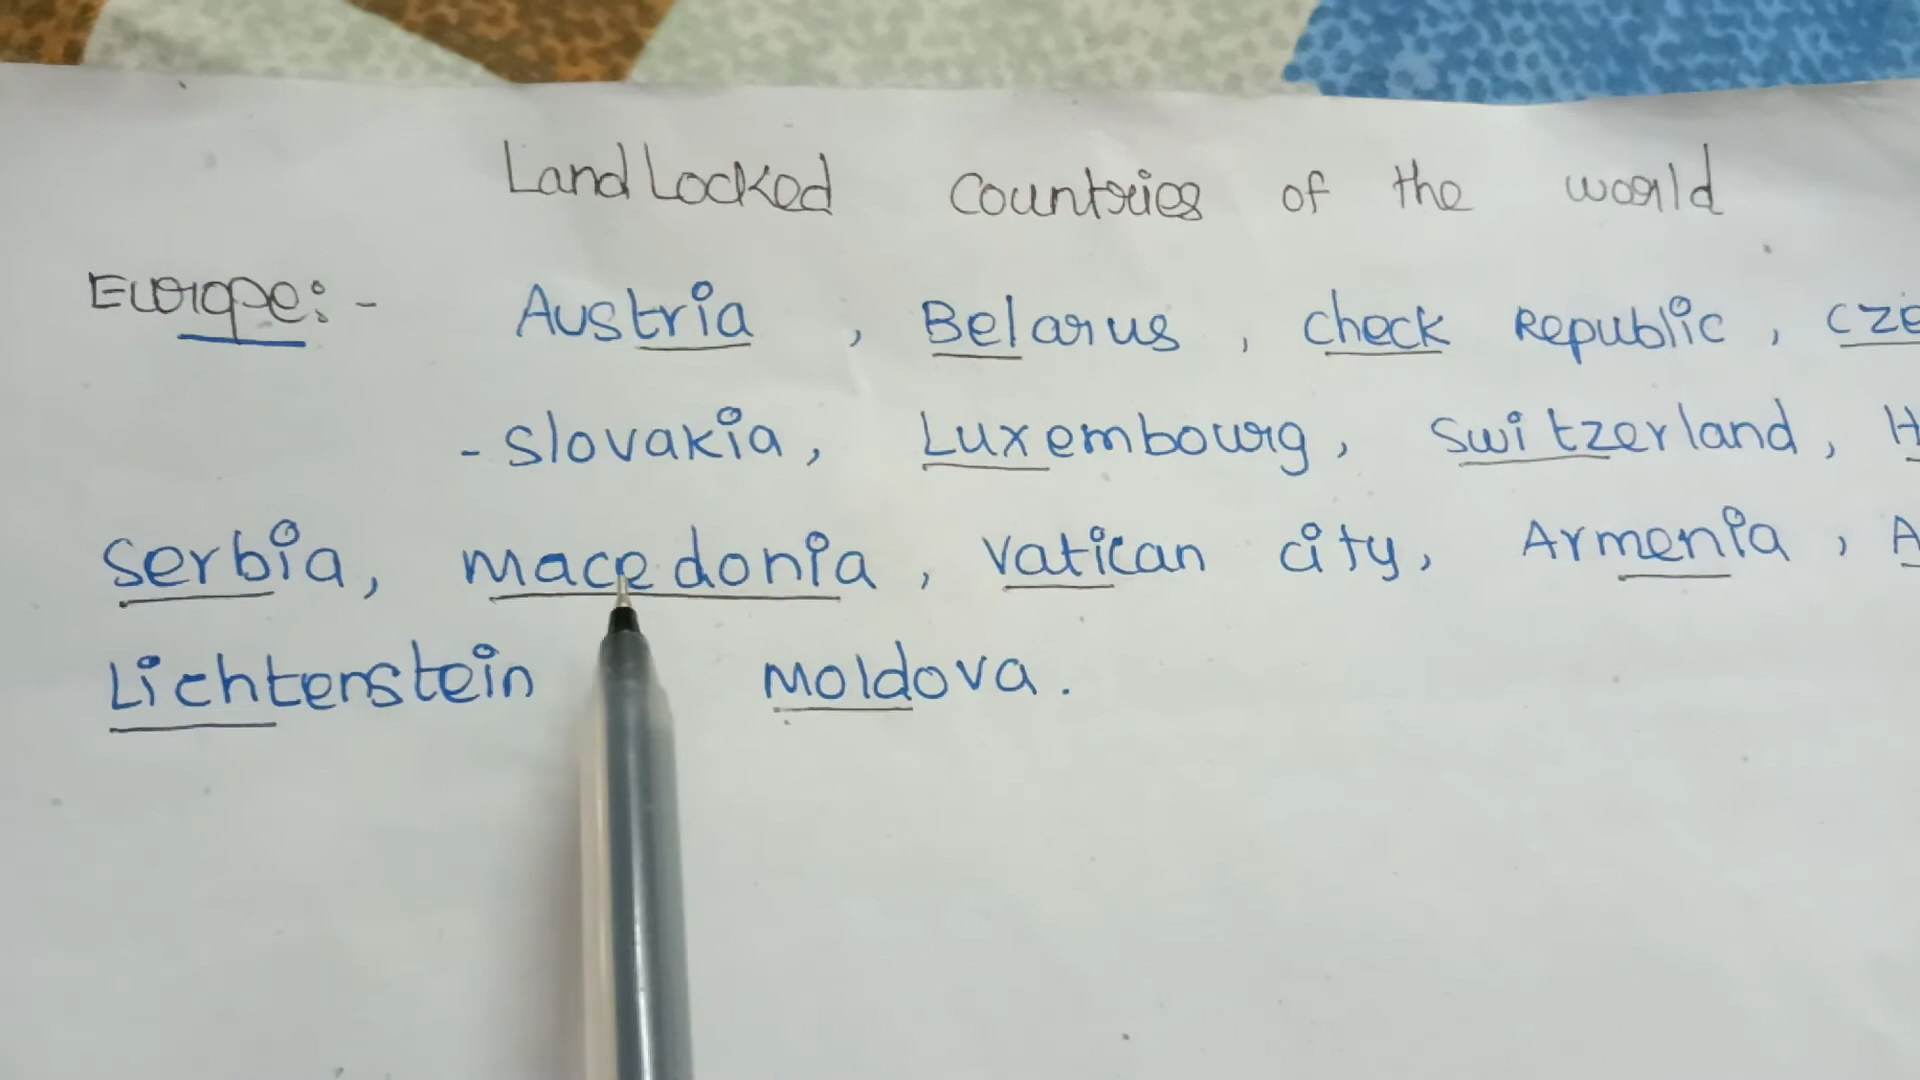 Land Locked Countries of the world
Europe:- Austria, Belarus, check Republic, cze
- slovakia, Luxembourg, switzerland, H
serbia, macedonia, vatican city, Armenia, A
Lichtenstein moldova.